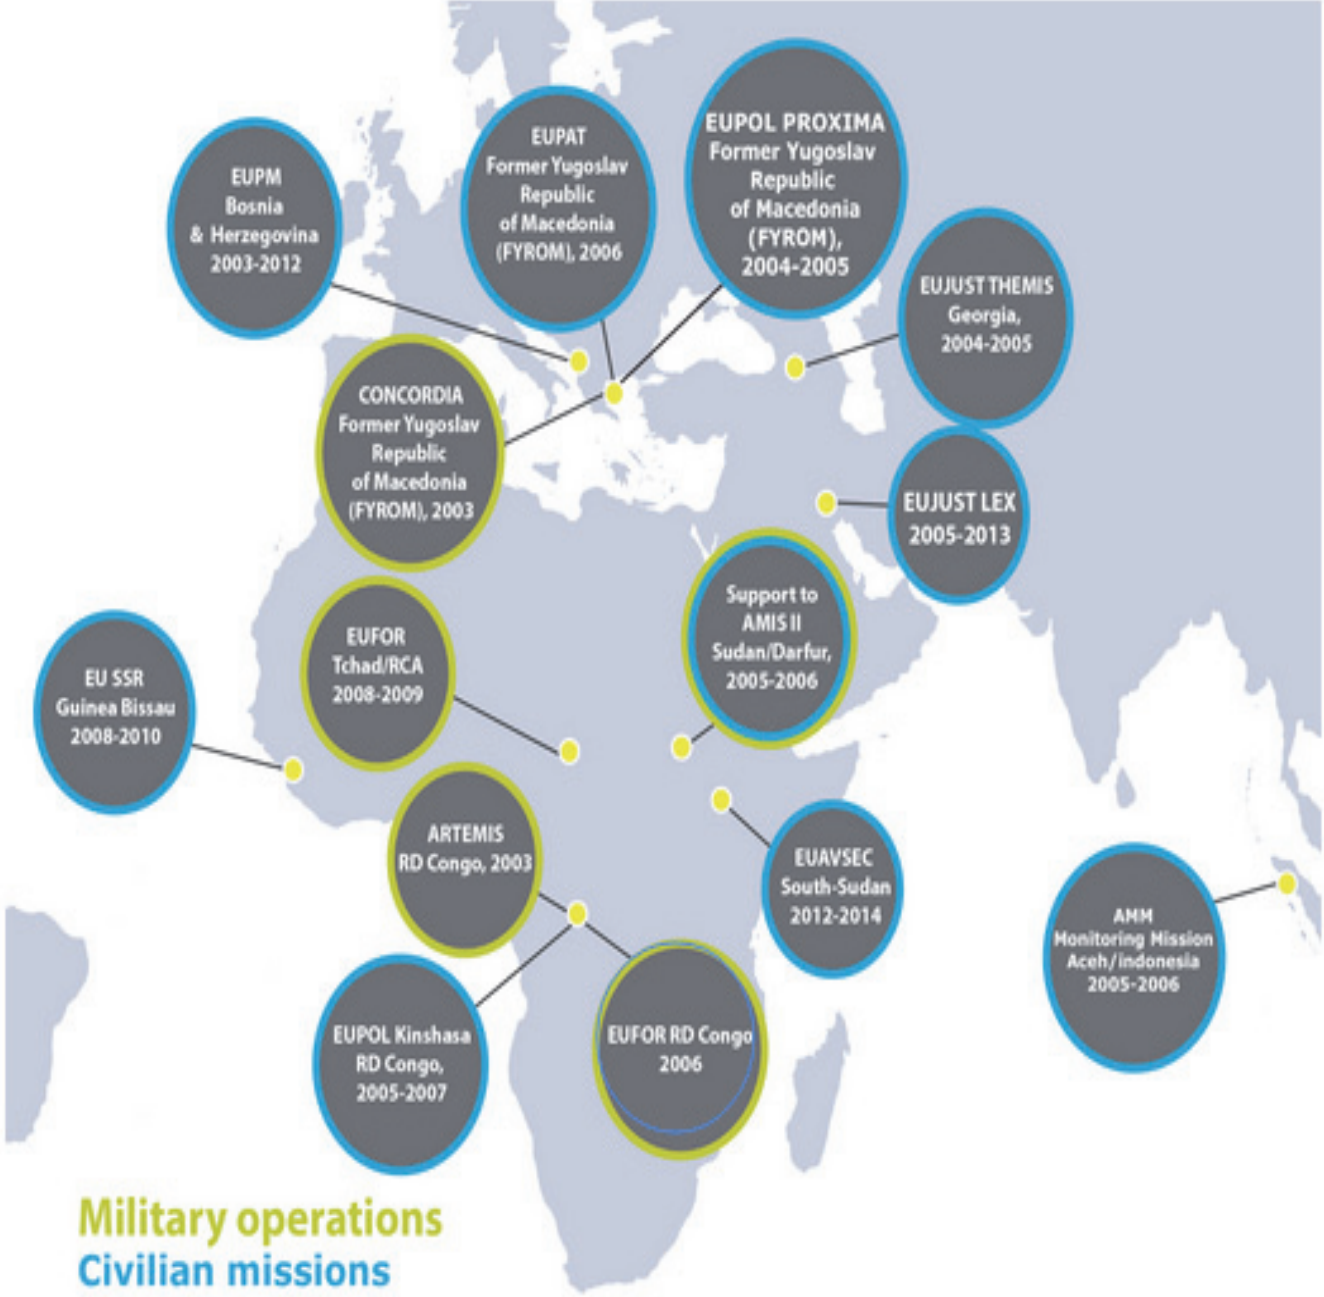 EUPOL PROXIMA
Former Yugoslav
Republic
of Macedonia
(FYROM),
2004-2005
EUPAT
Former Yugoslav
Republic
of Macedonia
(FYROM), 2006
EUPM
Bosnia
& Herzegovina
2003-2012
EUJUST THEMIS
Georgia,
2004-2005
CONCORDIA
Former Yugoslav
Republic
of Macedonia
(FYROM), 2003
EUJUST LEX
2005-2013
Support to
AMIS II
Sudan/Darfur,
2005-2006
EUFOR
Tchad/RCA
2008-2009
EU SSR
Guinea Bissau
2008-2010
ARTEMIS
RD Congo, 2003
EUAVSEC
South-Sudan
2012-2014
AMM
Monitoring Mission
Aceh/indonesia
2005-2006
EUPOL Kinshasa
RD Congo,
2005-2007
EUFOR RD Congo
2006
Military operations
Civilian missions